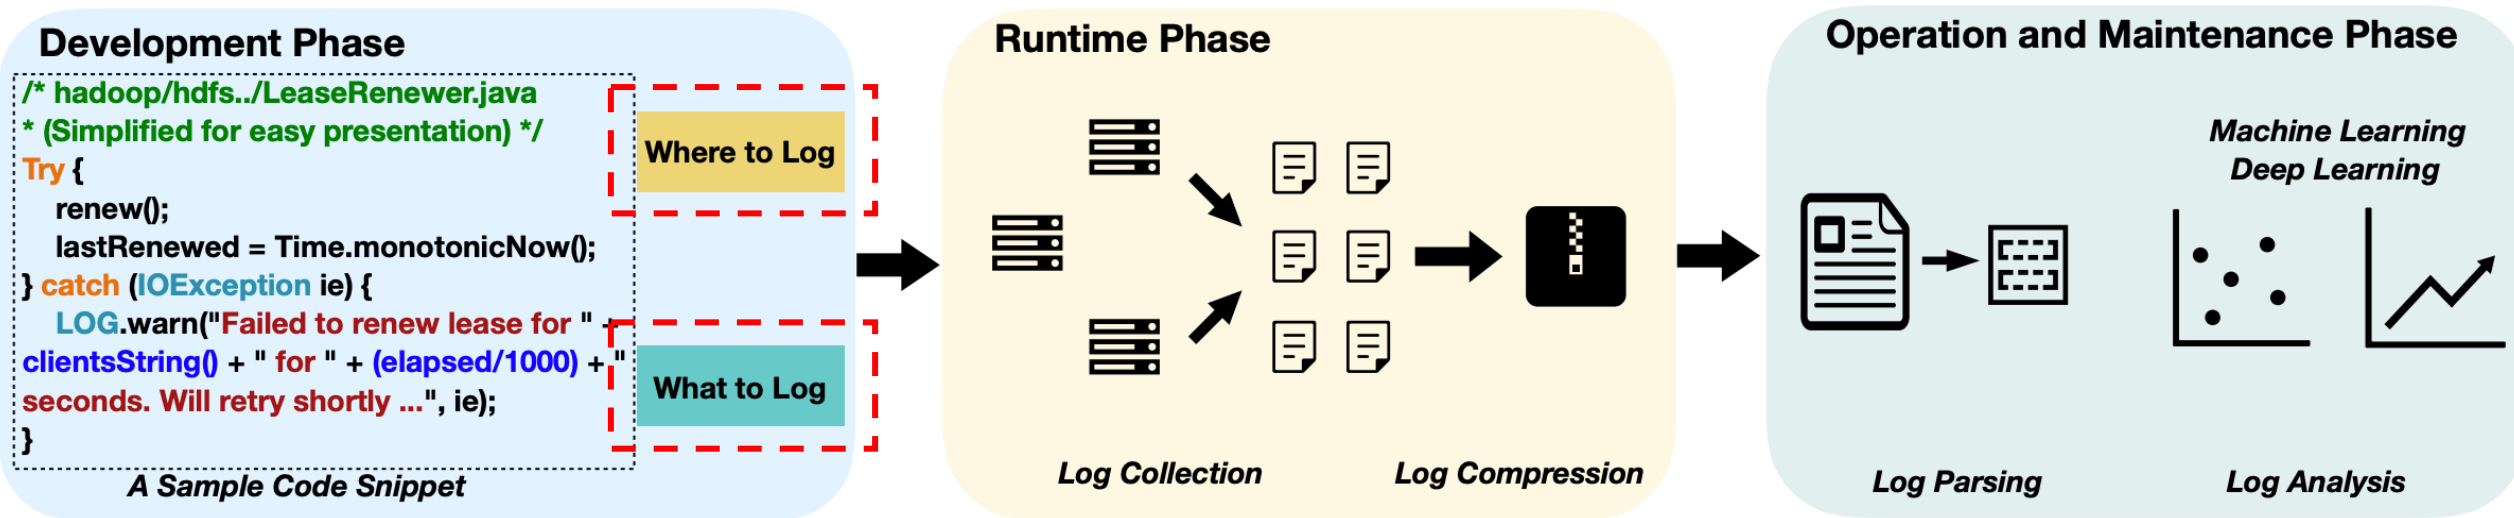 Development Phase
/* hadoop/hdfs../LeaseRenewer.java
* (Simplified for easy presentation) */
Try {
renew();
lastRenewed = Time.monotonicNow();
} catch (IOException ie) {
LOG.warn("Failed to renew lease for " +
clientsString() + " for " + (elapsed/1000) + "
seconds. Will retry shortly ...", ie);
}
A Sample Code Snippet
Where to Log
What to Log
Runtime Phase
Log Collection
Log Compression
Operation and Maintenance Phase
Machine Learning
Deep Learning
Log Parsing
Log Analysis